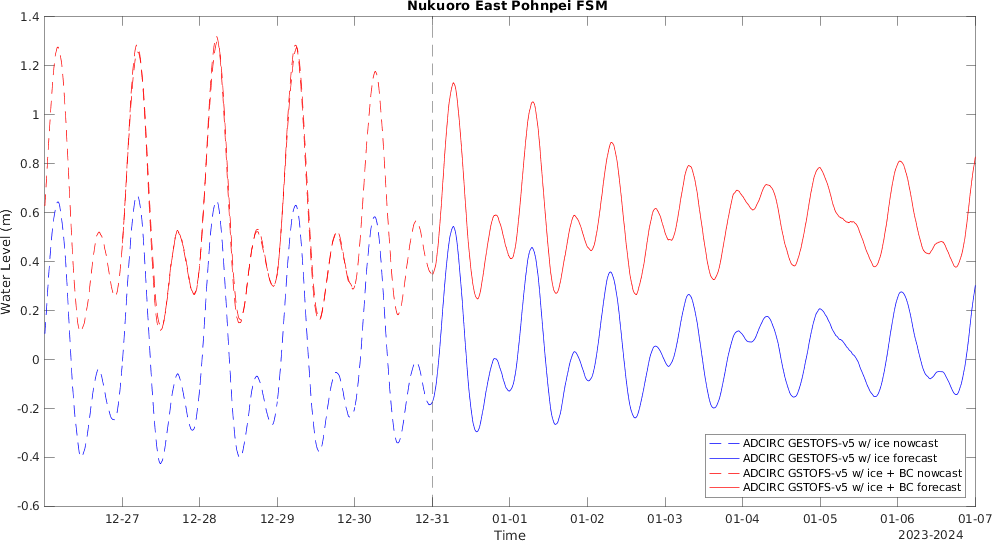 Nukuoro East Pohnpei FSM
Water Level (m)
1.4
1.2
1
0.8
0.6
0.4
0.2
0
-0.2
-0.4
-0.6
ADCIRC GESTOFS-v5 w/ ice nowcast
ADCIRC GESTOFS-v5 w/ ice forecast
ADCIRC GSTOFS-v5 w/ ice + BC nowcast
ADCIRC GSTOFS-v5 w/ ice + BC forecast
12-27 12-28 12-29 12-30 12-31 01-01 01-02 01-03 01-04 01-05 01-06 01-07
Time
2023-2024